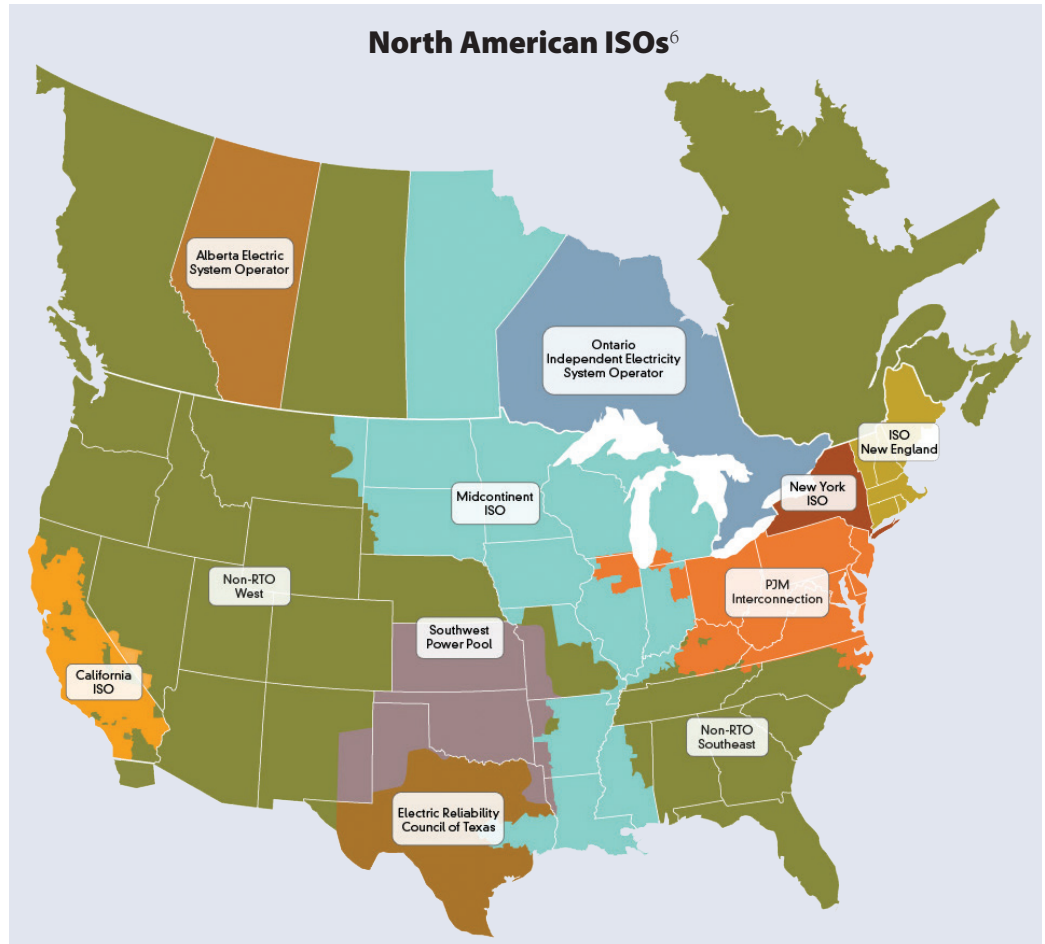 North American ISOs⁶
Alberta Electric
System Operator
Ontario
Independent Electricity
System Operator
ISO
New England
Midcontinent
ISO
New York
ISO
Non-RTO
West
PJM
Interconnection
Southwest
Power Pool
California
ISO
Non-RTO
Southeast
Electric Reliability
Council of Texas